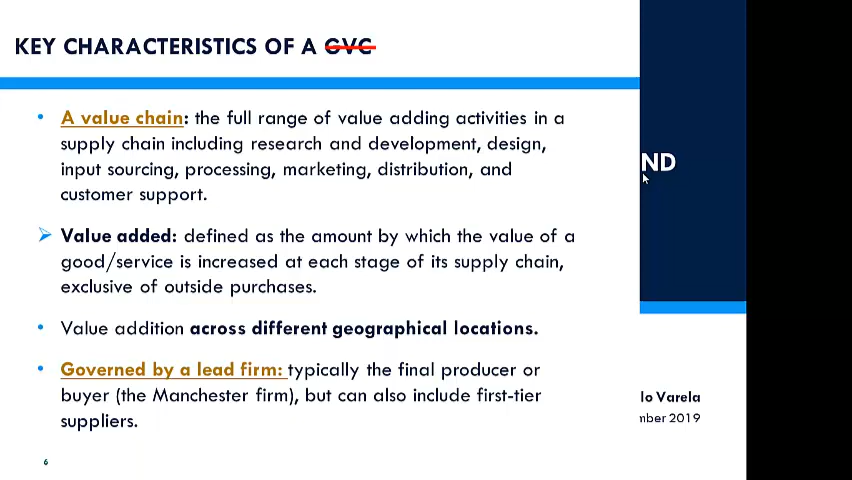 KEY CHARACTERISTICS OF A GVC
• A value chain: the full range of value adding activities in a
supply chain including research and development, design,
input sourcing, processing, marketing, distribution, and
customer support.
➢ Value added: defined as the amount by which the value of a
good/service is increased at each stage of its supply chain,
exclusive of outside purchases.
• Value addition across different geographical locations.
• Governed by a lead firm: typically the final producer or
buyer (the Manchester firm), but can also include first-tier
suppliers.
6
ND
lo Varela
mber 2019